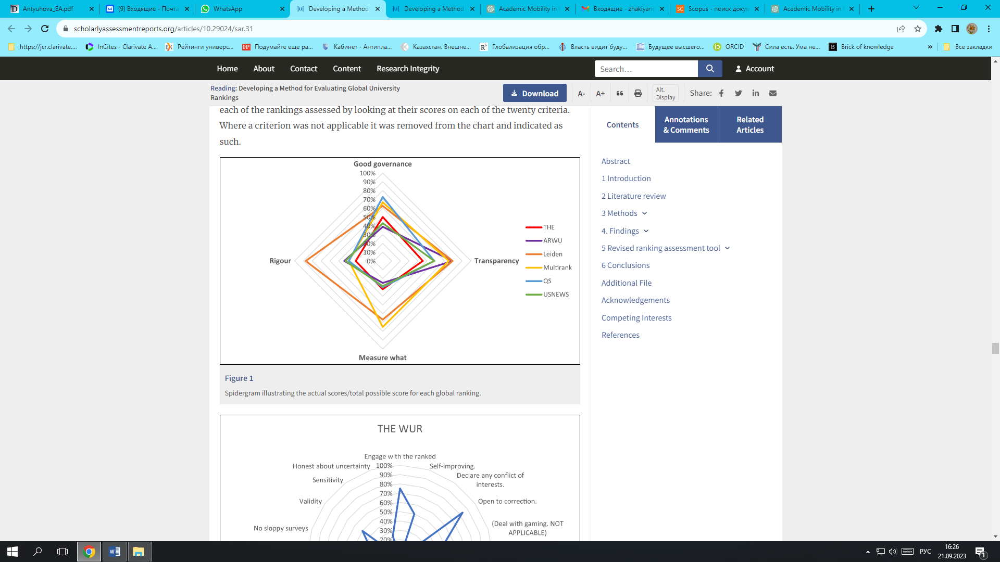 Antyuhova_EA.pdf
(9) Входящие - Почта
WhatsApp
]u[ Developing a Method
]u[ Developing a Method
Academic Mobility in
Входящие - zhakiyano
SC Scopus - поиск докум
Academic Mobility in
scholarlyassessmentreports.org/articles/10.29024/sar.31
https://jcr.clarivate....
InCites - Clarivate A...
Рейтинги универс...
Подумайте еще ра...
Кабинет - Антипла...
Казахстан. Внешне...
Глобализация обр...
Власть видит буду...
Будущее высшего...
ORCID
Сила есть. Ума не...
Brick of knowledge
»
Все закладки
Home About Contact Content Research Integrity
Search...
Account
Reading: Developing a Method for Evaluating Global University
Rankings
Download
A-
A+
Alt.
Display
Share:
each of the rankings assessed by looking at their scores on each of the twenty criteria.
Where a criterion was not applicable it was removed from the chart and indicated as
such.
Good governance
100%
90%
80%
70%
60%
50%
40%
30%
20%
10%
0%
Rigour
Transparency
Measure what
THE
ARWU
Leiden
Multirank
QS
USNEWS
Figure 1
Spidergram illustrating the actual scores/total possible score for each global ranking.
THE WUR
Engage with the ranked
Honest about uncertainty
Self-improving.
Sensitivity
Declare any conflict of
interests.
Validity
Open to correction.
No sloppy surveys
(Deal with gaming. NOT
APPLICABLE)
100%
90%
80%
70%
60%
50%
40%
30%
20%
Contents
Annotations
& Comments
Related
Articles
Abstract
1 Introduction
2 Literature review
3 Methods
4. Findings
5 Revised ranking assessment tool
6 Conclusions
Additional File
Acknowledgements
Competing Interests
References
РУС
16:26
21.09.2023
1